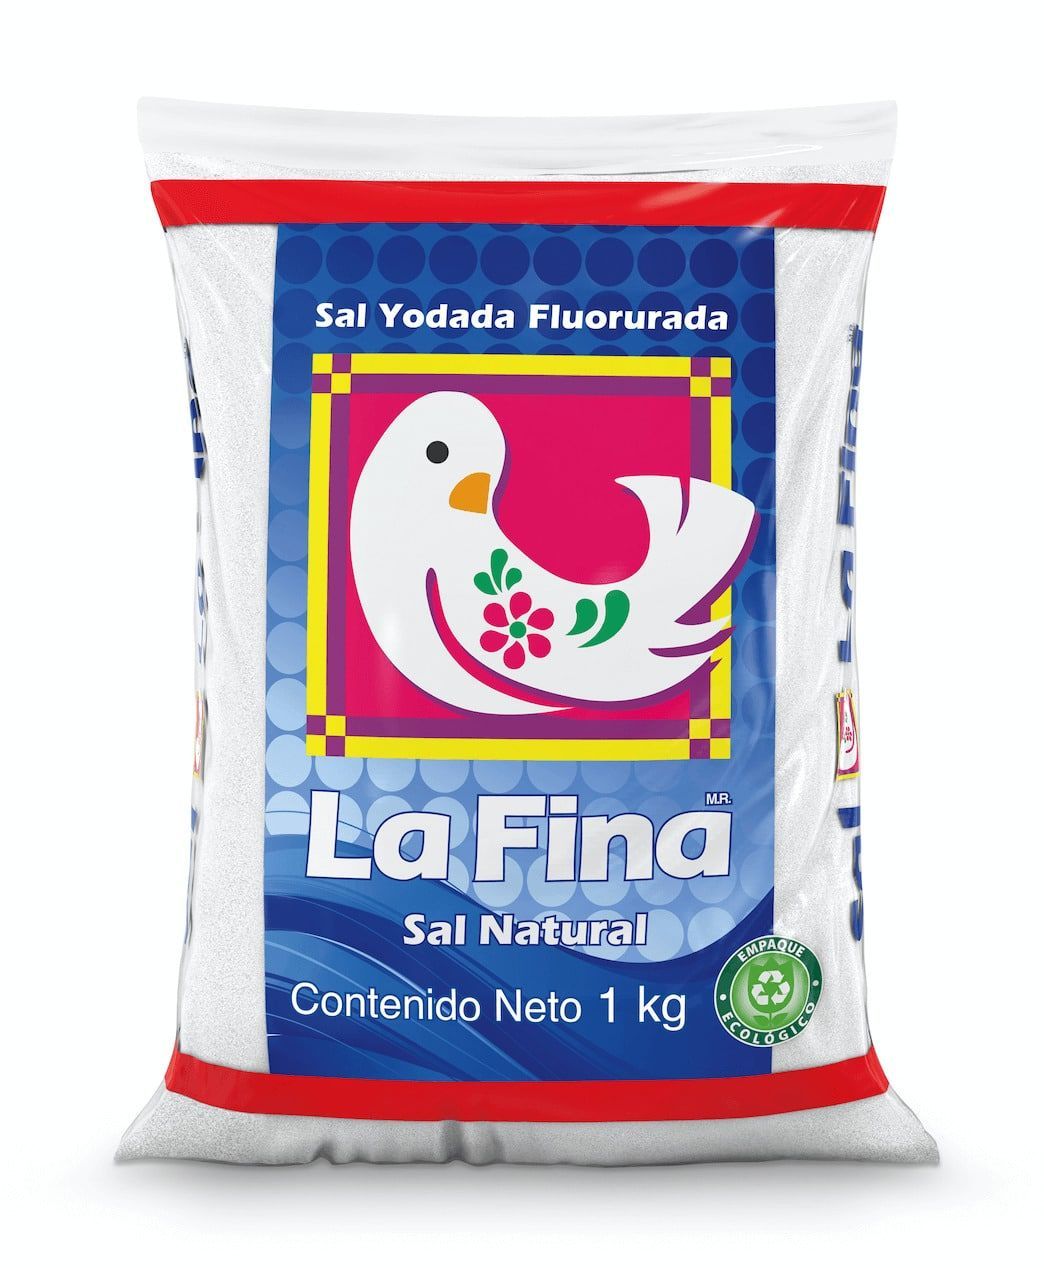 Sal Yodada Fluorurada
La Fina
M.R.
Sal Natural
Contenido Neto 1 kg
EMPAQUE
ECOLÓGICO
Sal La Fina